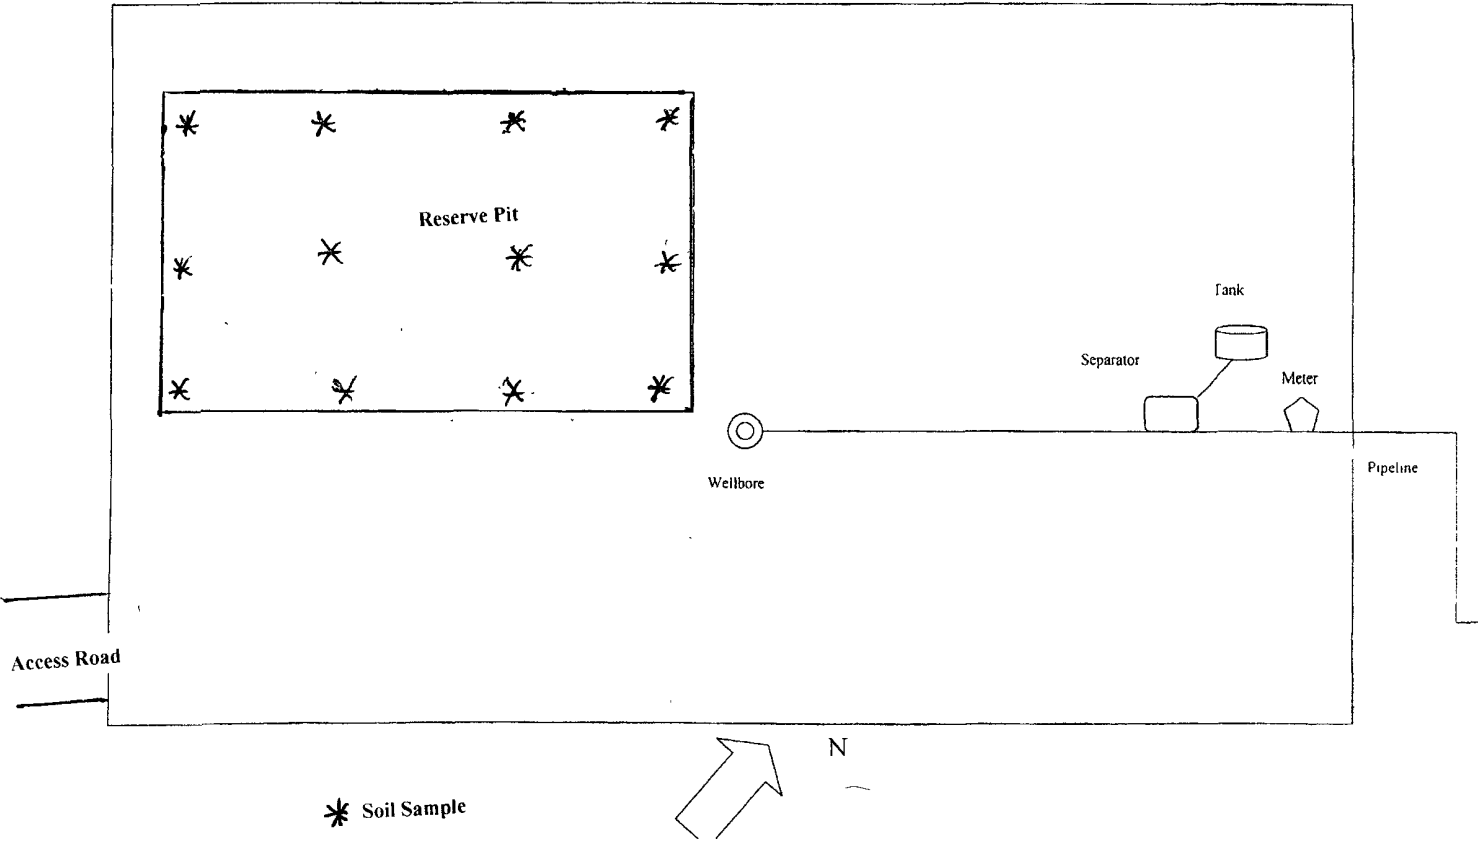 Reserve Pit
Tank
Separator
Meter
Pipeline
Wellbore
Access Road
N
Soil Sample